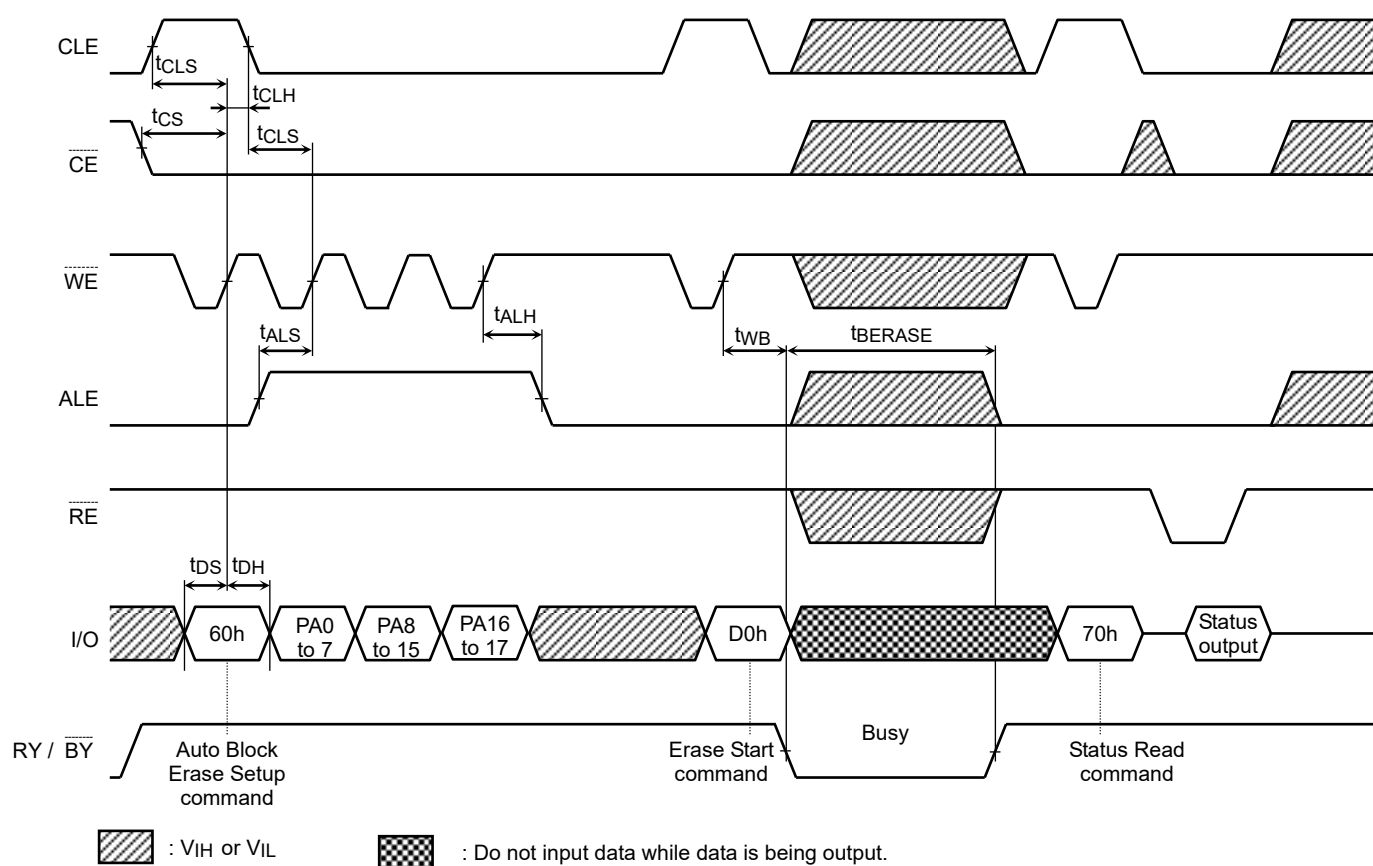 CLE
tCLS
tCLH
tCS
tCLS
CE
WE
tALS
tALH
tWB
tBERASE
ALE
RE
tDS
tDH
I/O
60h
PA0
to 7
PA8
to 15
PA16
to 17
D0h
70h
Status
output
RY / BY
Busy
Auto Block
Erase Setup
command
Erase Start
command
Status Read
command
: VIH or VIL
: Do not input data while data is being output.